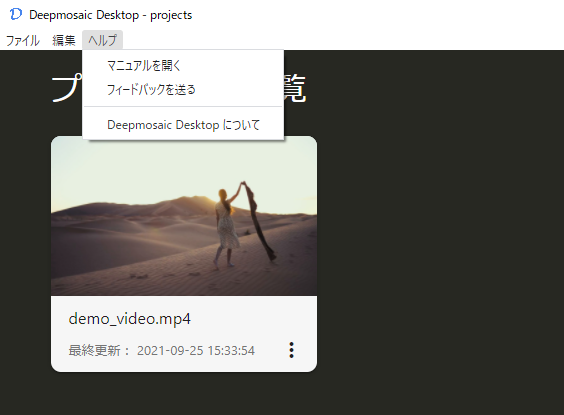 Deepmosaic Desktop - projects
ファイル 編集 ヘルプ
マニュアルを開く
フィードバックを送る
Deepmosaic Desktop について
プ 覧
demo_video.mp4
最終更新： 2021-09-25 15:33:54